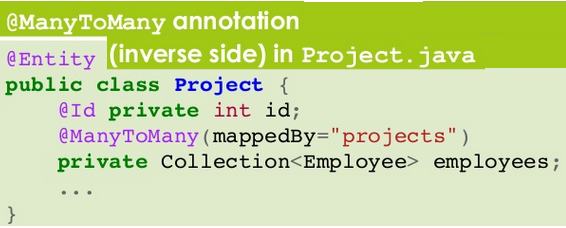 @ManyToMany annotation
(inverse side) in Project.java
@Entity
public class Project {
@Id private int id;
@ManyToMany(mappedBy="projects")
private Collection<Employee> employees;
...
}